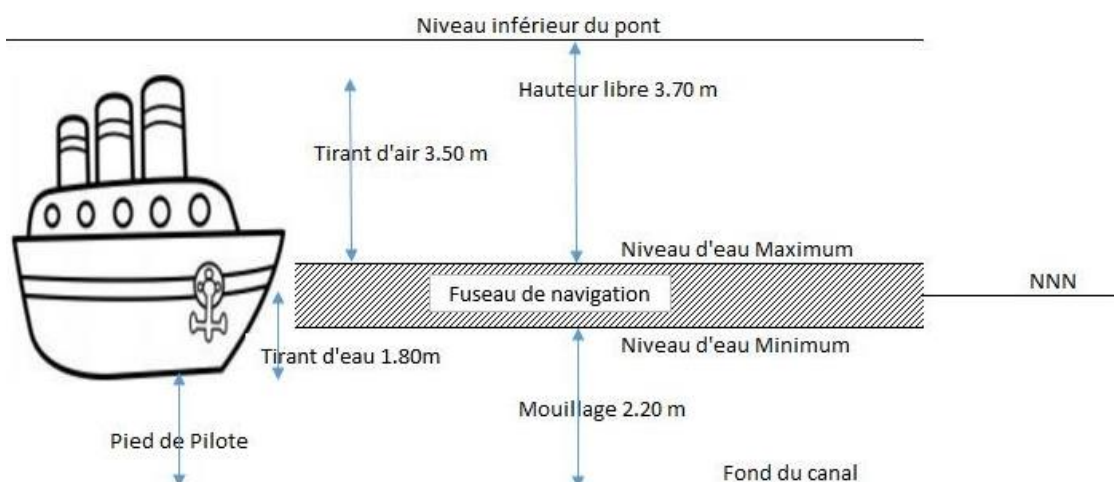 Niveau inférieur du pont
Hauteur libre 3.70 m
Tirant d'air 3.50 m
Niveau d'eau Maximum
NNN
Fuseau de navigation
Niveau d'eau Minimum
Tirant d'eau 1.80m
Mouillage 2.20 m
Pied de Pilote
Fond du canal